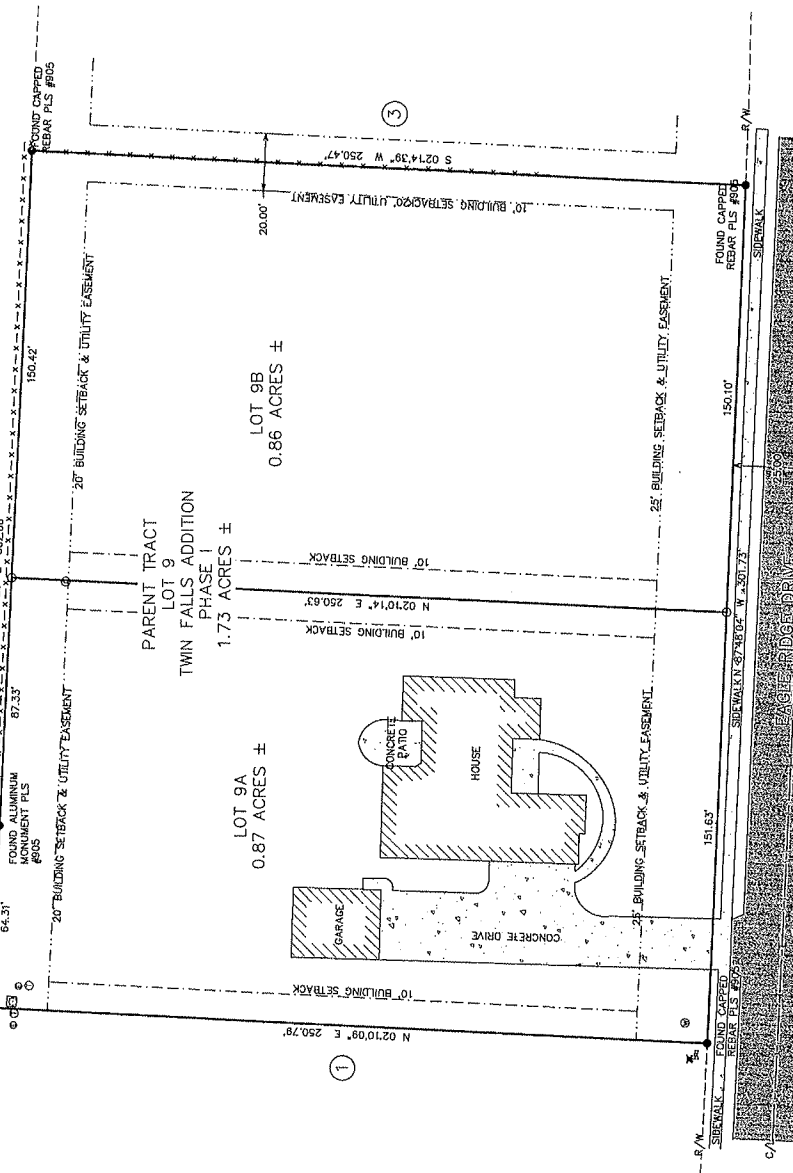 FOUND CAPPED
REBAR PLS #905
150.42'
87.33'
64.31'
FOUND ALUMINUM
MONUMENT PLS
#905
20' BUILDING SETBACK & UTILITY EASEMENT
20' BUILDING SETBACK & UTILITY EASEMENT
20.00'
3
S 02°14'39" W 250.47'
10' BUILDING SETBACK/20' UTILITY EASEMENT
PARENT TRACT
LOT 9
TWIN FALLS ADDITION
PHASE I
1.73 ACRES ±
LOT 9B
0.86 ACRES ±
10' BUILDING SETBACK
N 02°10'14" E 250.63'
10' BUILDING SETBACK
LOT 9A
0.87 ACRES ±
CONCRETE
PATIO
HOUSE
GARAGE
CONCRETE DRIVE
10' BUILDING SETBACK
N 02°10'09" E 250.79'
1
25' BUILDING SETBACK & UTILITY EASEMENT
25' BUILDING SETBACK & UTILITY EASEMENT
FOUND CAPPED
REBAR PLS #905
R/W
SIDEWALK
150.10'
151.63'
SIDEWALK N 87°48'04" W 301.73'
25.00'
EAGLE RIDGE DRIVE
FOUND CAPPED
REBAR PLS #905
SIDEWALK
R/W
C/L